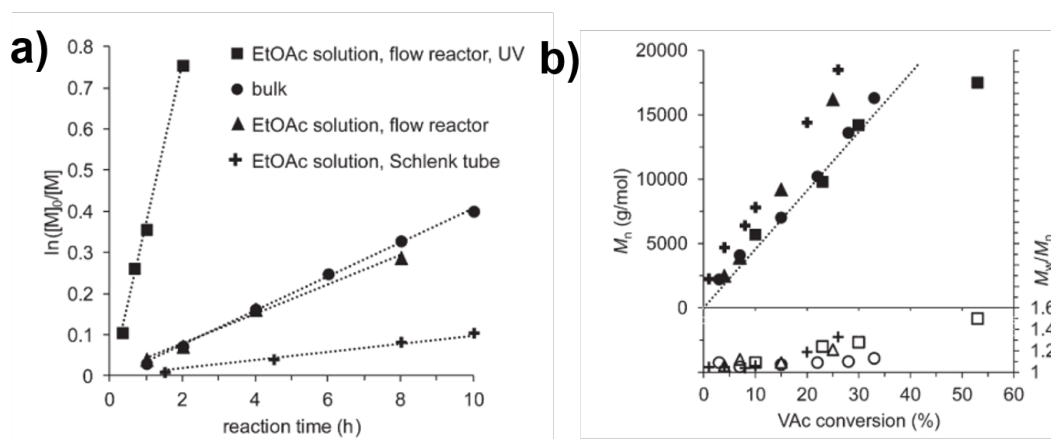 a)
0.8
0.7
0.6
0.5
0.4
0.3
0.2
0.1
0
ln([M]0/[M]
EtOAc solution, flow reactor, UV
bulk
EtOAc solution, flow reactor
EtOAc solution, Schlenk tube
0 2 4 6 8 10
reaction time (h)
b)
20000
15000
10000
5000
0
Mn (g/mol)
1.6
1.4
1.2
1
Mw/Mn
0 10 20 30 40 50 60
VAc conversion (%)